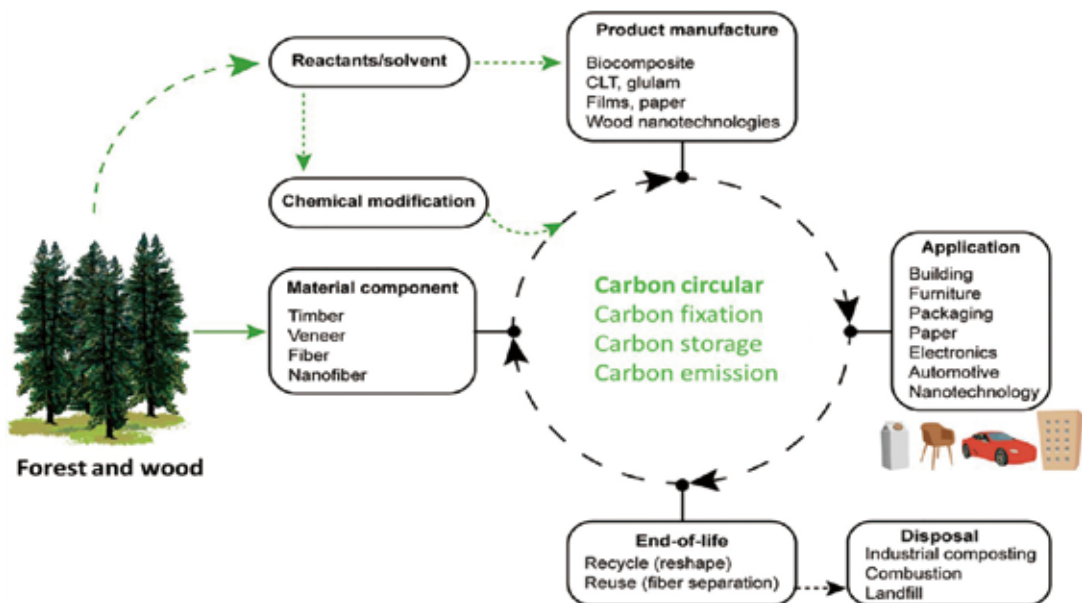 Reactants/solvent
Product manufacture
Biocomposite
CLT, glulam
Films, paper
Wood nanotechnologies
Chemical modification
Material component
Timber
Veneer
Fiber
Nanofiber
Carbon circular
Carbon fixation
Carbon storage
Carbon emission
Application
Building
Furniture
Packaging
Paper
Electronics
Automotive
Nanotechnology
Forest and wood
End-of-life
Recycle (reshape)
Reuse (fiber separation)
Disposal
Industrial composting
Combustion
Landfill